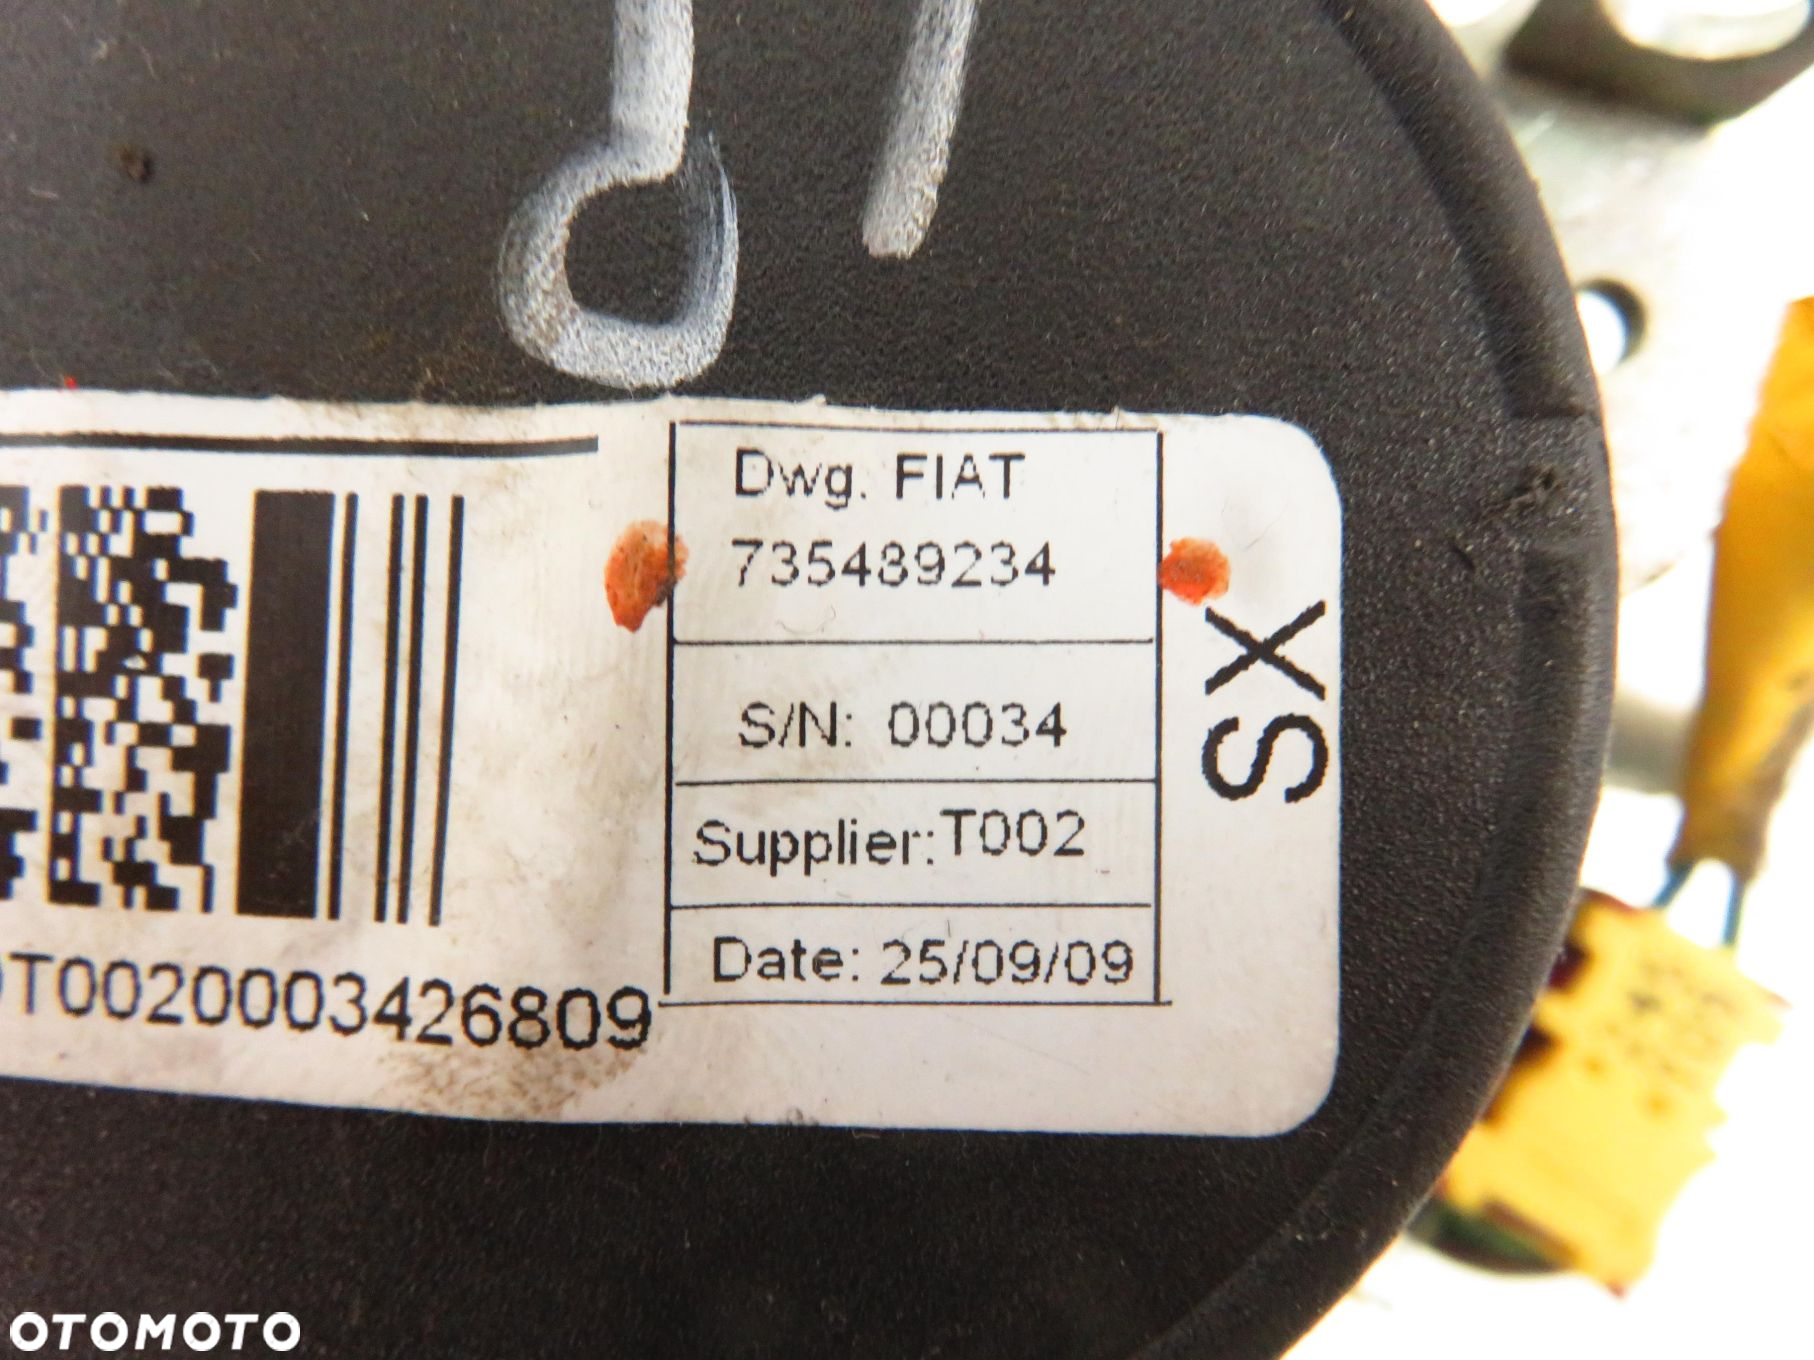 Dwg. FIAT
735489234
S/N: 00034
Supplier: T002
Date: 25/09/09
SX
T0020003426809
OTOMOTO